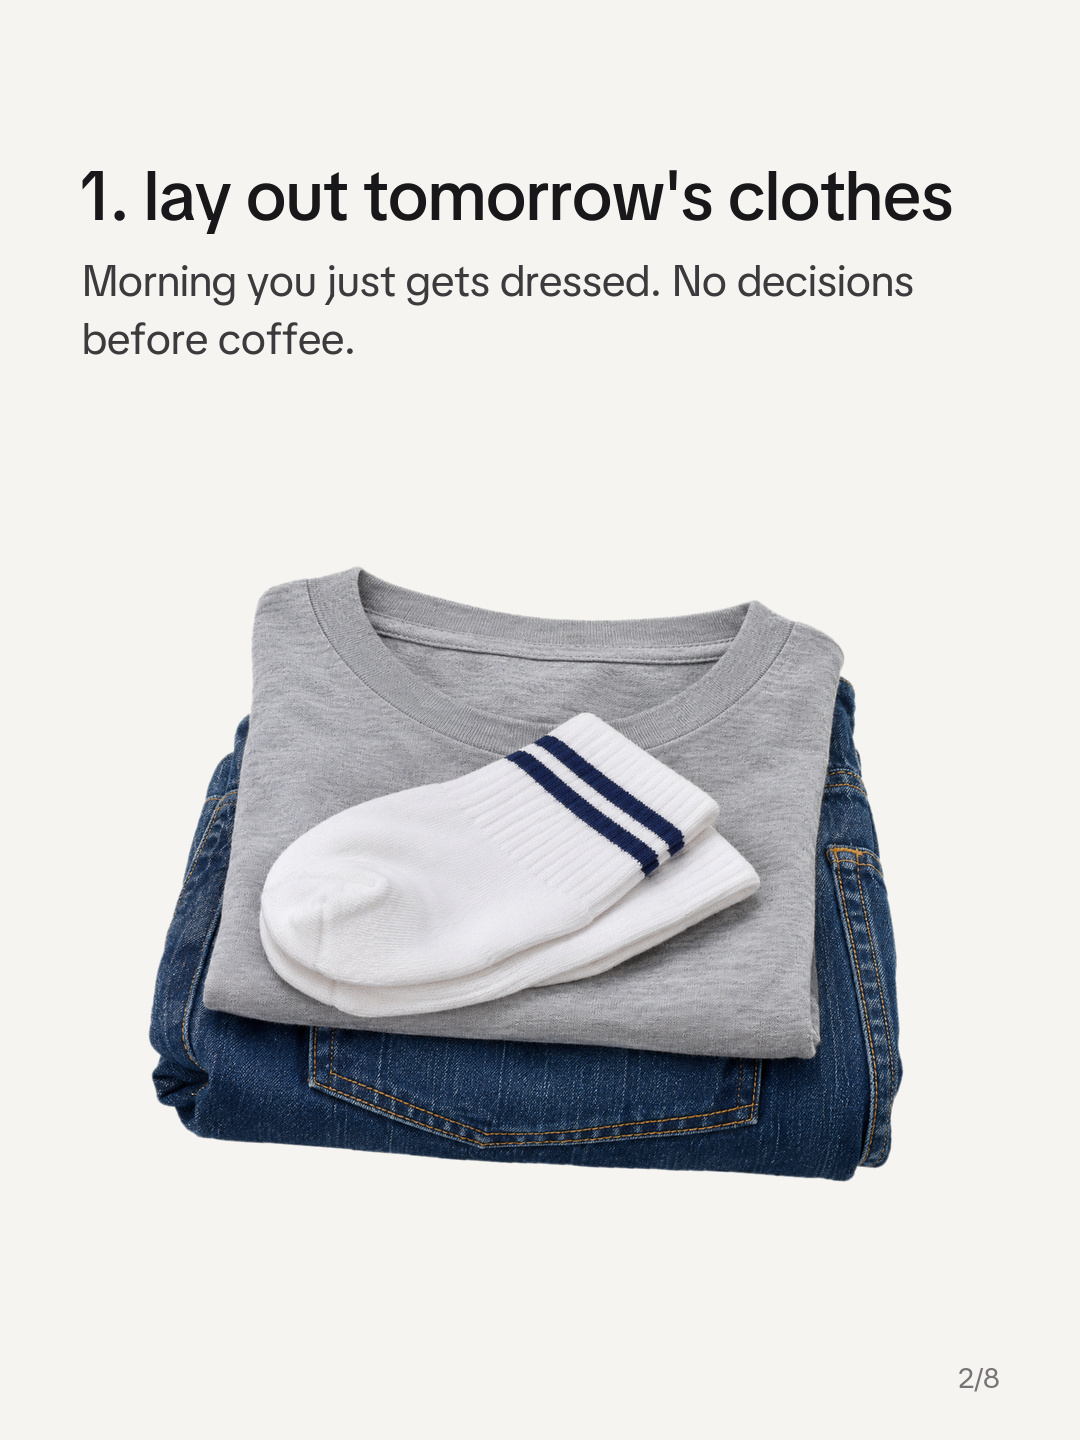 1. lay out tomorrow's clothes
Morning you just gets dressed. No decisions
before coffee.
2/8